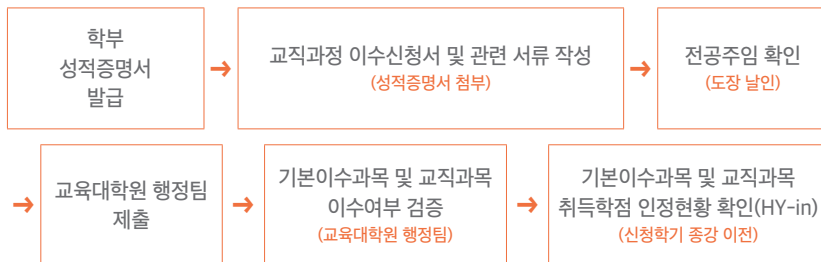 학부
성적증명서
발급
→
교직과정 이수신청서 및 관련 서류 작성
(성적증명서 첨부)
→
전공주임 확인
(도장 날인)
→
교육대학원 행정팀
제출
→
기본이수과목 및 교직과목
이수여부 검증
(교육대학원 행정팀)
→
기본이수과목 및 교직과목
취득학점 인정현황 확인(HY-in)
(신청학기 종강 이전)